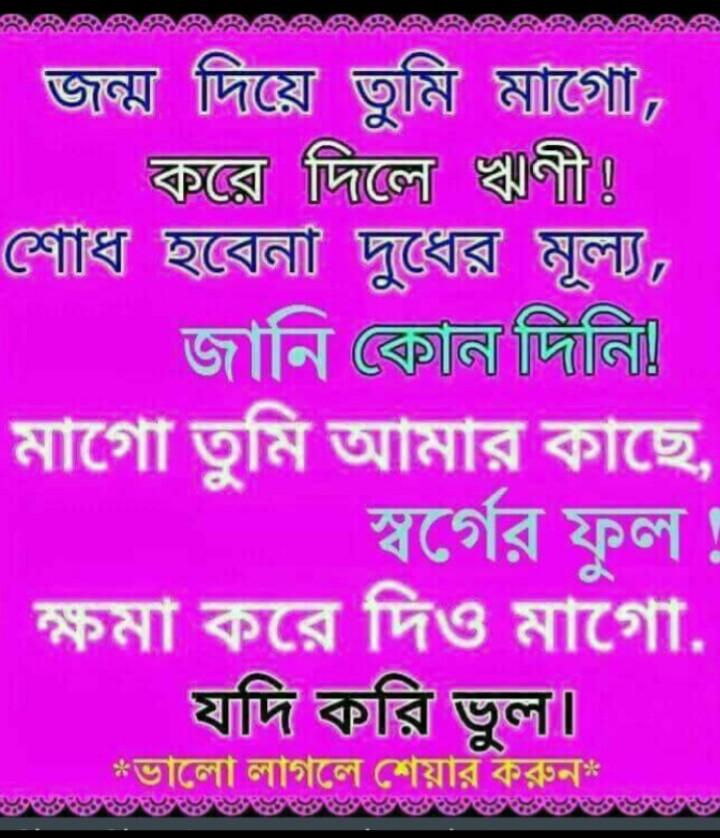 জন্ম দিয়ে তুমি মাগো,
করে দিলে ঋণী!
শোধ হবেনা দুধের মূল্য,
জানি কোন দিনি!
মাগো তুমি আমার কাছে,
স্বর্গের ফুল !
ক্ষমা করে দিও মাগো.
যদি করি ভুল।
*ভালো লাগলে শেয়ার করুন*